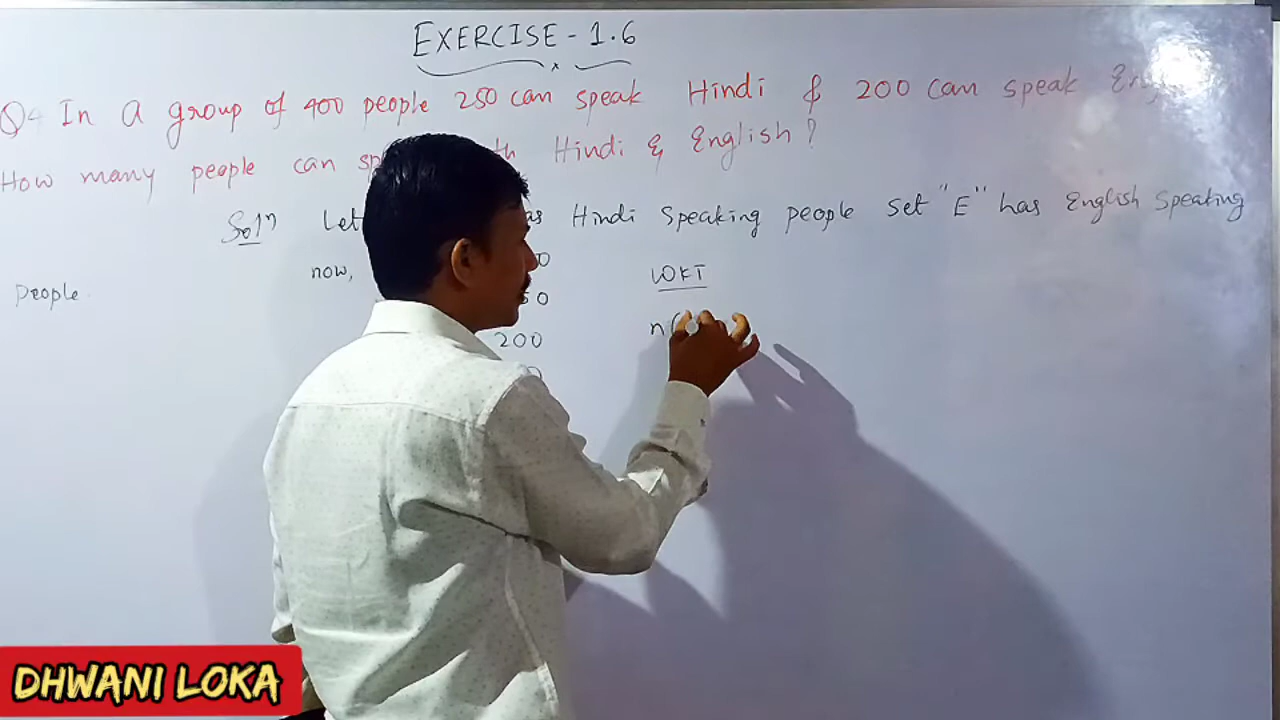 EXERCISE - 1.6
Q In a group of 400 people 250 can speak Hindi & 200 can speak
How many people can Hindi & English?
Soln Let Hindi speaking people set "E" has English speaking
people.
now,
WKT
200
n(
DHWANI LOKA